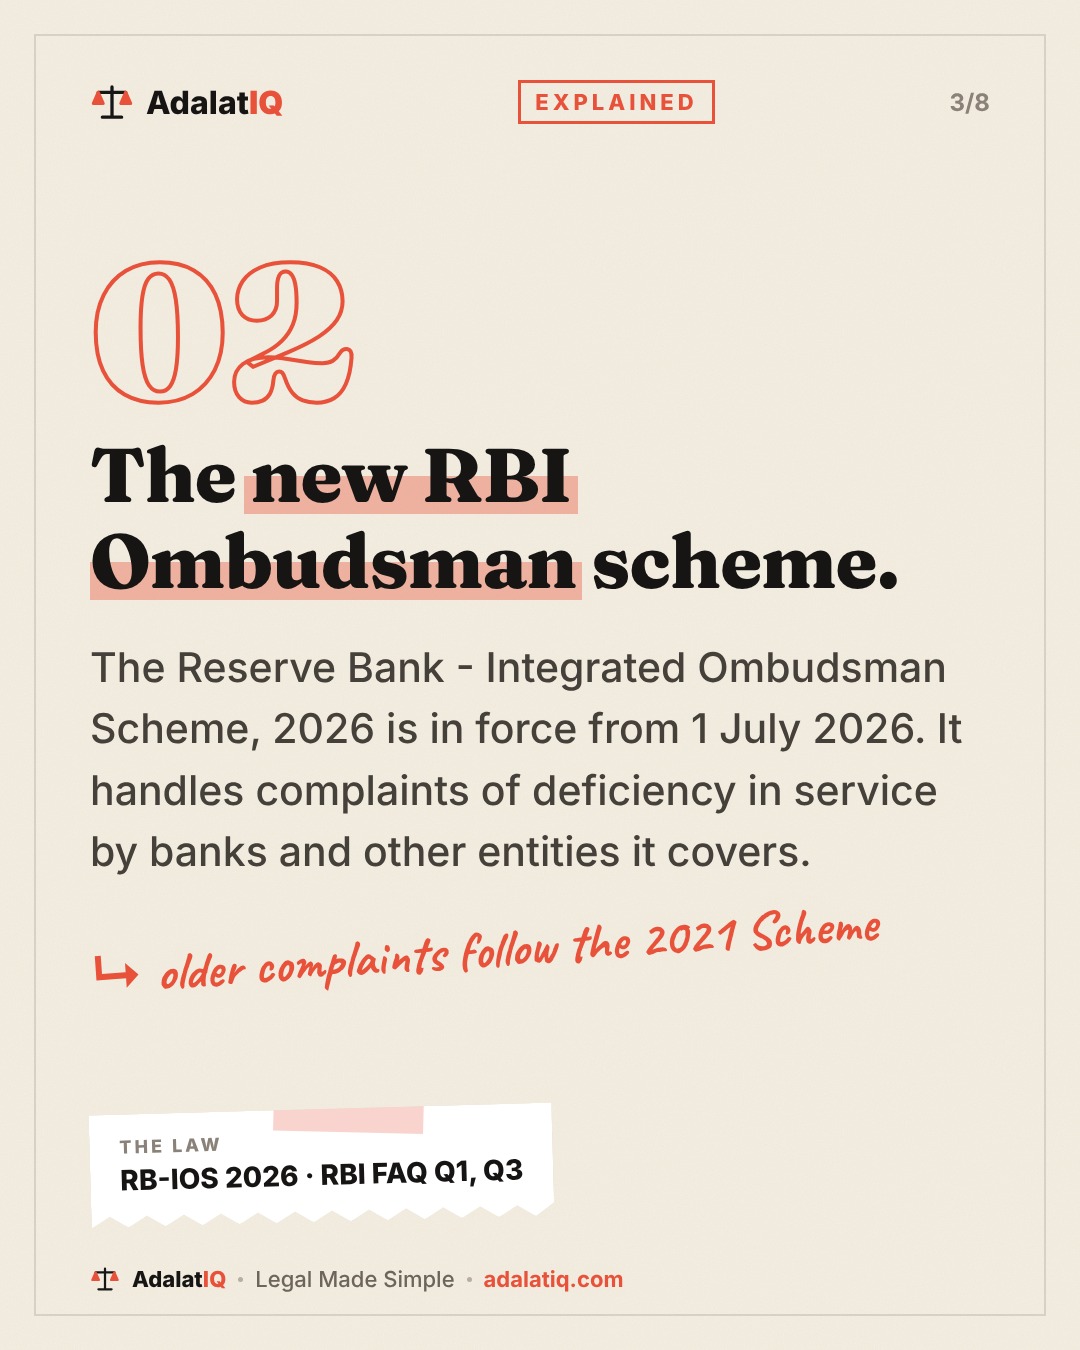 AdalatIQ
EXPLAINED
3/8
02
The new RBI
Ombudsman scheme.
The Reserve Bank - Integrated Ombudsman
Scheme, 2026 is in force from 1 July 2026. It
handles complaints of deficiency in service
by banks and other entities it covers.
older complaints follow the 2021 Scheme
THE LAW
RB-IOS 2026 · RBI FAQ Q1, Q3
AdalatIQ • Legal Made Simple • adalatiq.com